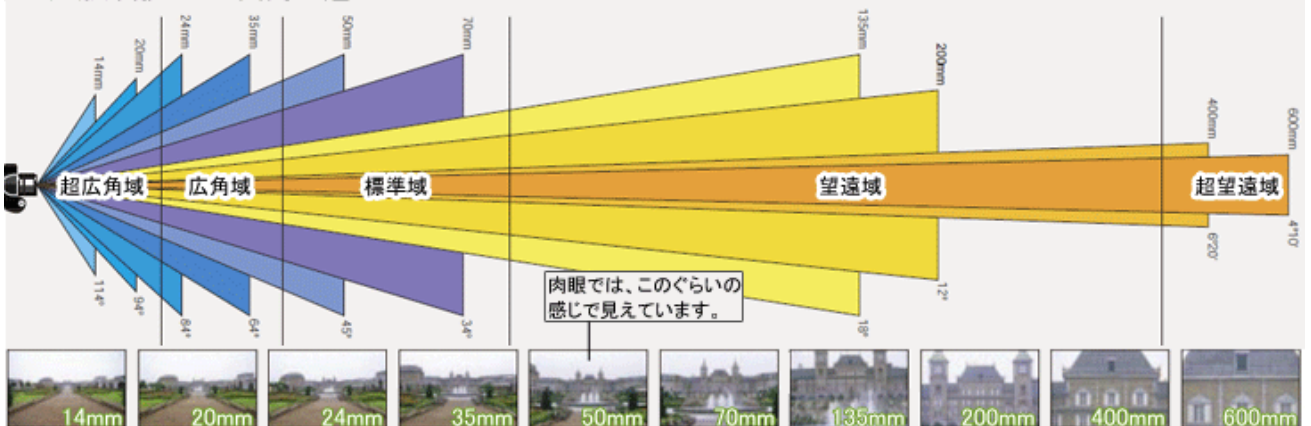 14mm
20mm
24mm
35mm
50mm
70mm
135mm
200mm
400mm
600mm
超広角域
広角域
標準域
望遠域
超望遠域
114°
94°
84°
64°
45°
34°
18°
12°
6°20'
4°10'
肉眼では、このぐらいの
感じで見えています。
14mm
20mm
24mm
35mm
50mm
70mm
135mm
200mm
400mm
600mm